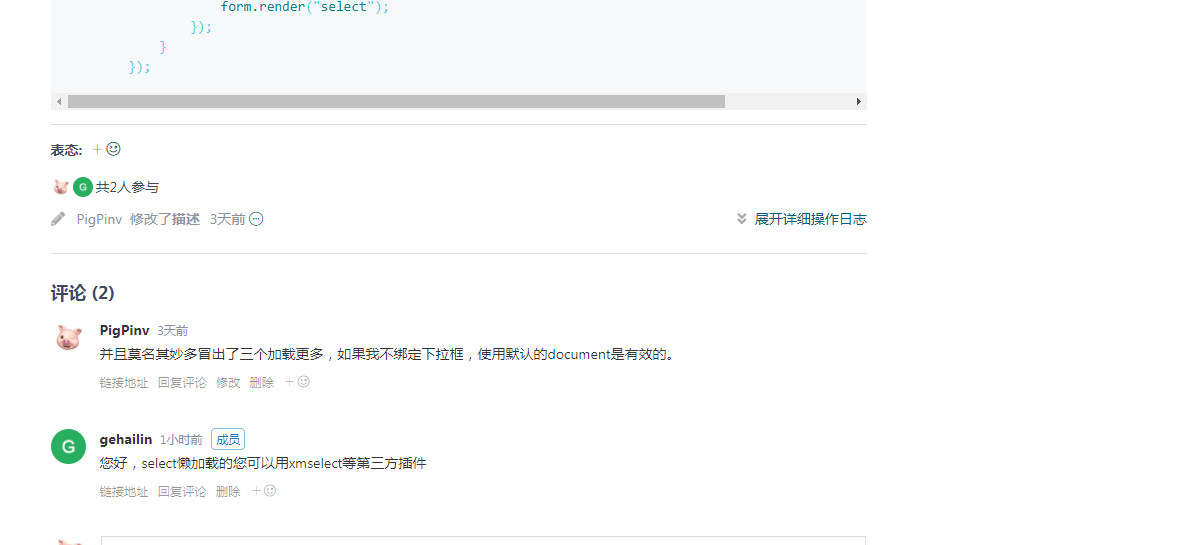 form.render("select");
});
}
});
表态: +
G 共2人参与
PigPinv 修改了描述 3天前 展开详细操作日志
评论 (2)
PigPinv 3天前
并且莫名其妙多冒出了三个加载更多，如果我不绑定下拉框，使用默认的document是有效的。
链接地址 回复评论 修改 删除 +
G gehailin 1小时前 成员
您好，select懒加载的您可以用xmselect等第三方插件
链接地址 回复评论 删除 +